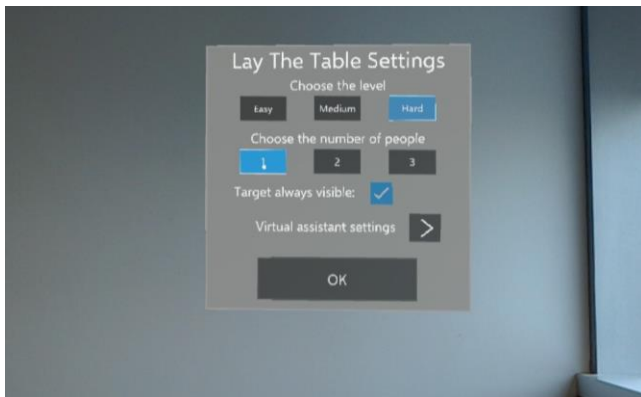 Lay The Table Settings
Choose the level
Easy Medium Hard
Choose the number of people
1 2 3
Target always visible:
Virtual assistant settings >
OK